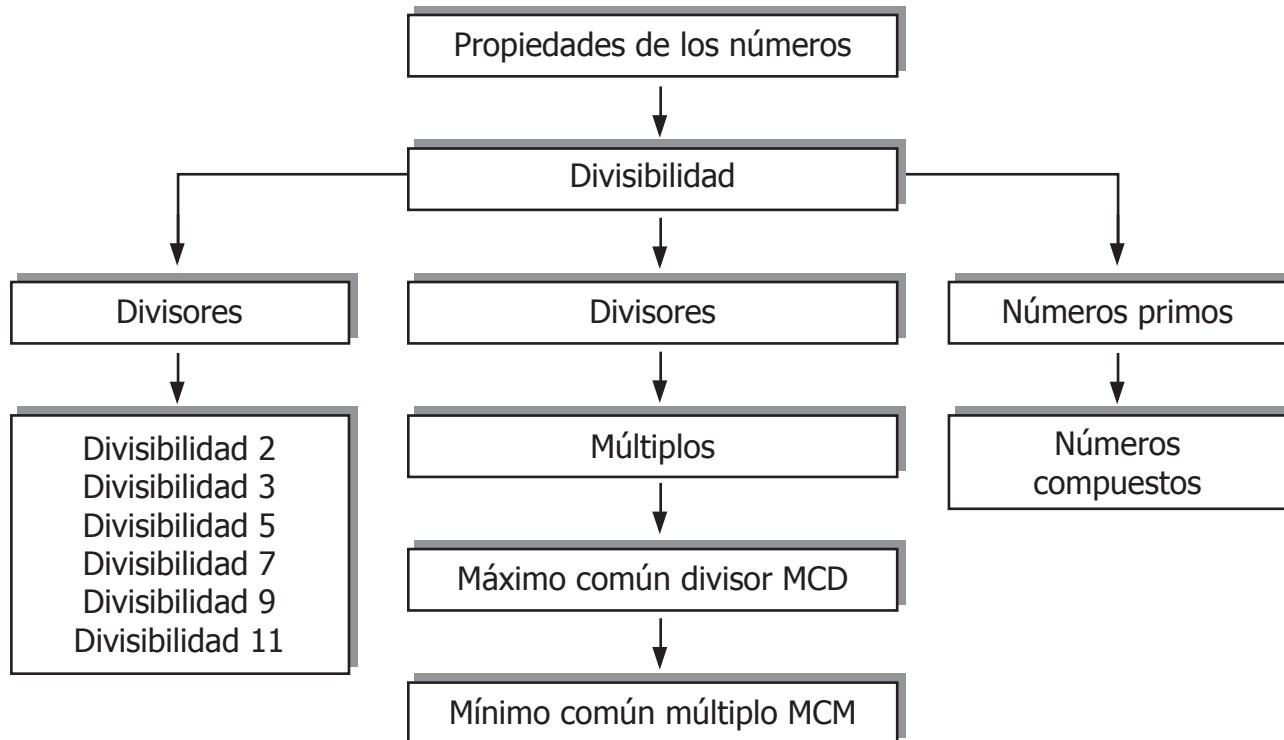 Propiedades de los números
Divisibilidad
Divisores
Divisores
Números primos
Divisibilidad 2
Divisibilidad 3
Divisibilidad 5
Divisibilidad 7
Divisibilidad 9
Divisibilidad 11
Múltiplos
Números
compuestos
Máximo común divisor MCD
Mínimo común múltiplo MCM